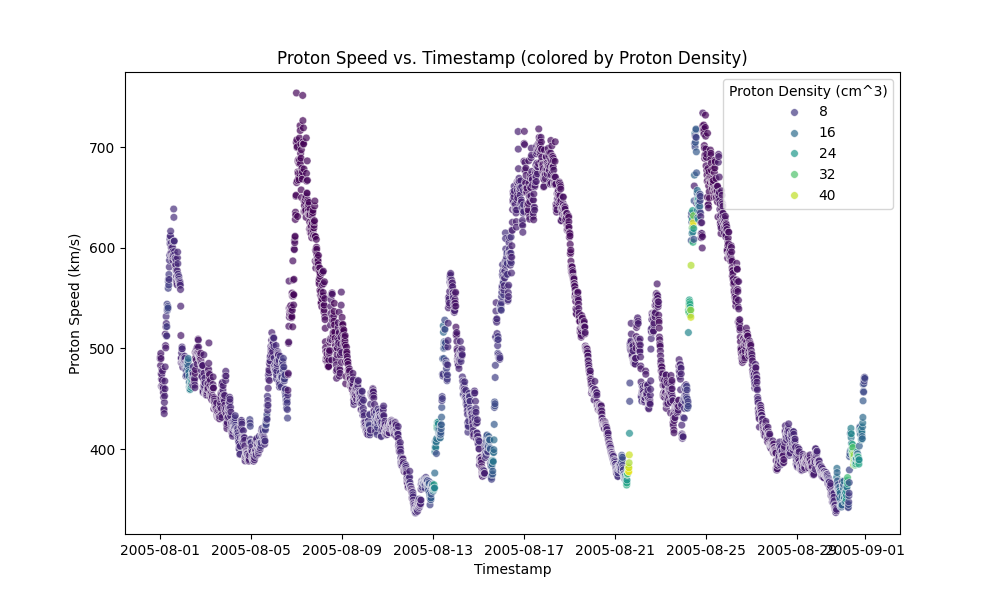 Proton Speed vs. Timestamp (colored by Proton Density)
Proton Density (cm^3)
8
16
24
32
40
Proton Speed (km/s)
700
600
500
400
2005-08-01 2005-08-05 2005-08-09 2005-08-13 2005-08-17 2005-08-21 2005-08-25 2005-08-29 2005-09-01
Timestamp